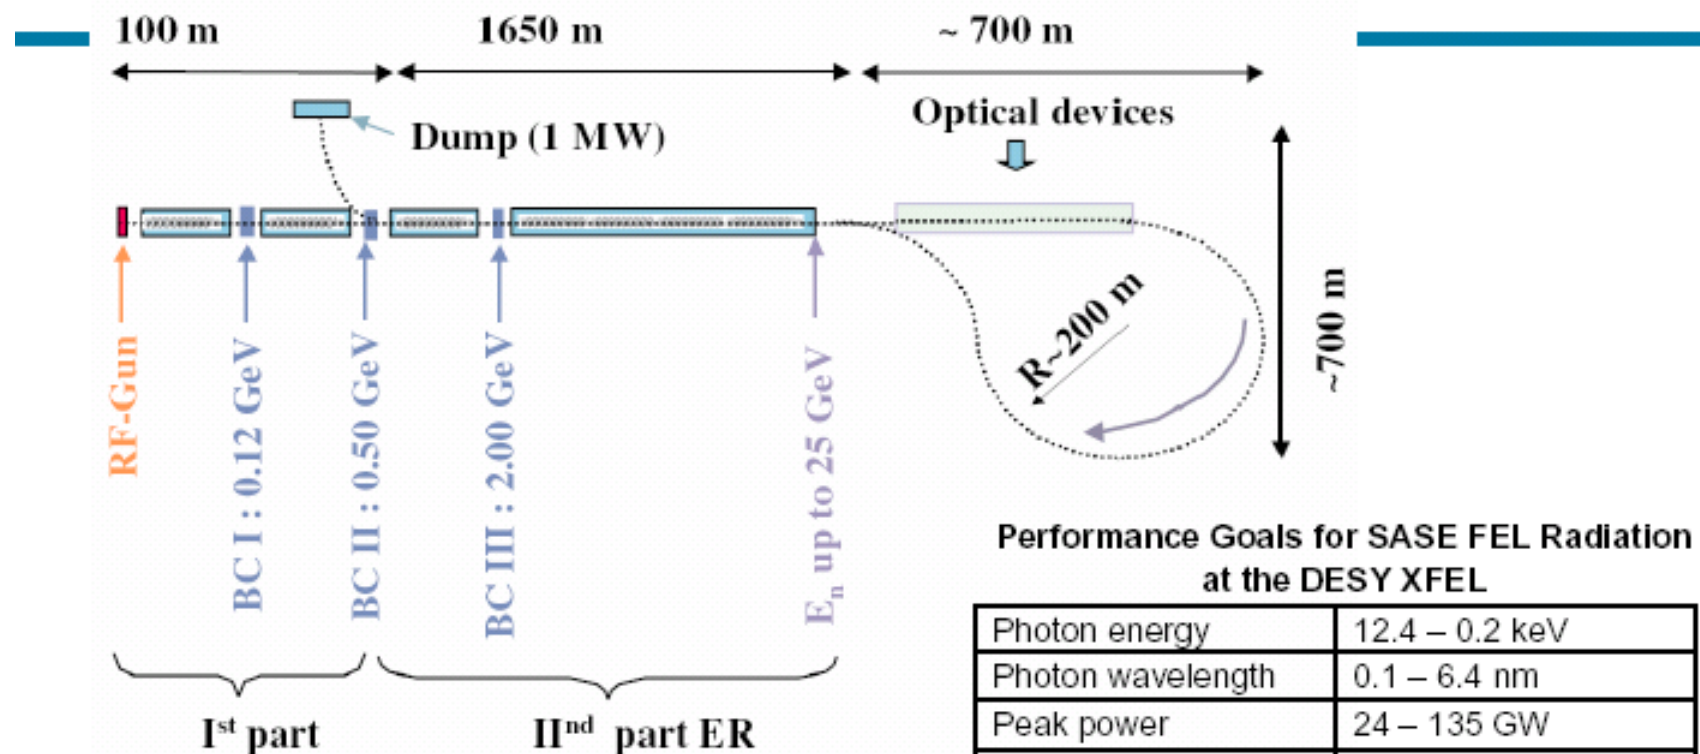 100 m
1650 m
~ 700 m
Dump (1 MW)
Optical devices
R~200 m
~700 m
RF-Gun
BC I : 0.12 GeV
BC II : 0.50 GeV
BC III : 2.00 GeV
En up to 25 GeV
Ist part
IInd part ER
Performance Goals for SASE FEL Radiation
at the DESY XFEL
Photon energy 12.4 – 0.2 keV
Photon wavelength 0.1 – 6.4 nm
Peak power 24 – 135 GW